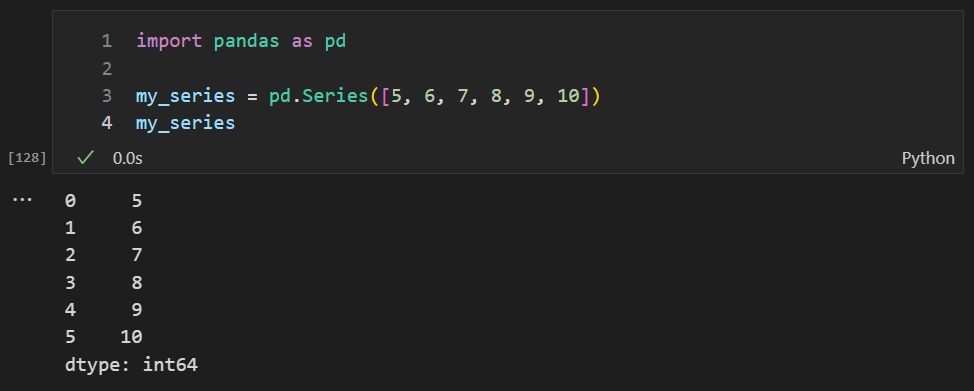 1 import pandas as pd
2
3 my_series = pd.Series([5, 6, 7, 8, 9, 10])
4 my_series
[128] ✓ 0.0s Python
... 0 5
1 6
2 7
3 8
4 9
5 10
dtype: int64